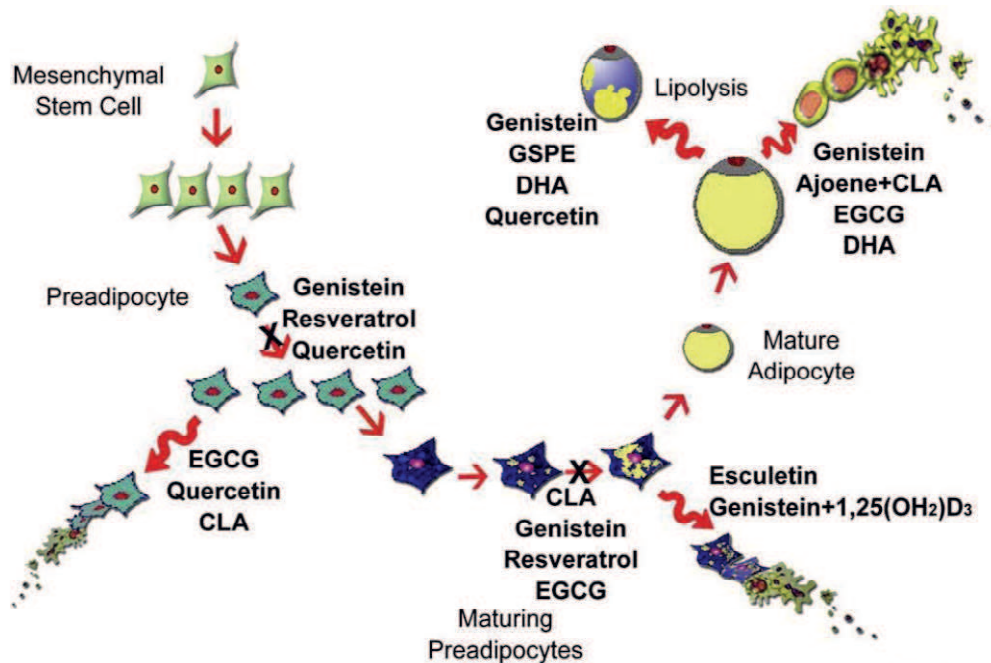 Mesenchymal
Stem Cell
Lipolysis
Genistein
GSPE
DHA
Quercetin
Genistein
Ajoene+CLA
EGCG
DHA
Preadipocyte
Genistein
Resveratrol
Quercetin
X
Mature
Adipocyte
EGCG
Quercetin
CLA
X
CLA
Genistein
Resveratrol
EGCG
Esculetin
Genistein+1,25(OH₂)D₃
Maturing
Preadipocytes